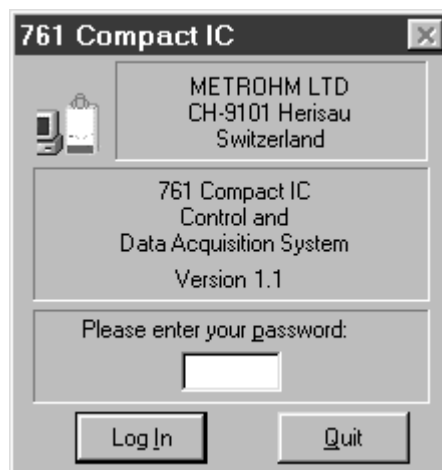 761 Compact IC
METROHM LTD
CH-9101 Herisau
Switzerland
761 Compact IC
Control and
Data Acquisition System
Version 1.1
Please enter your password:
Log In
Quit